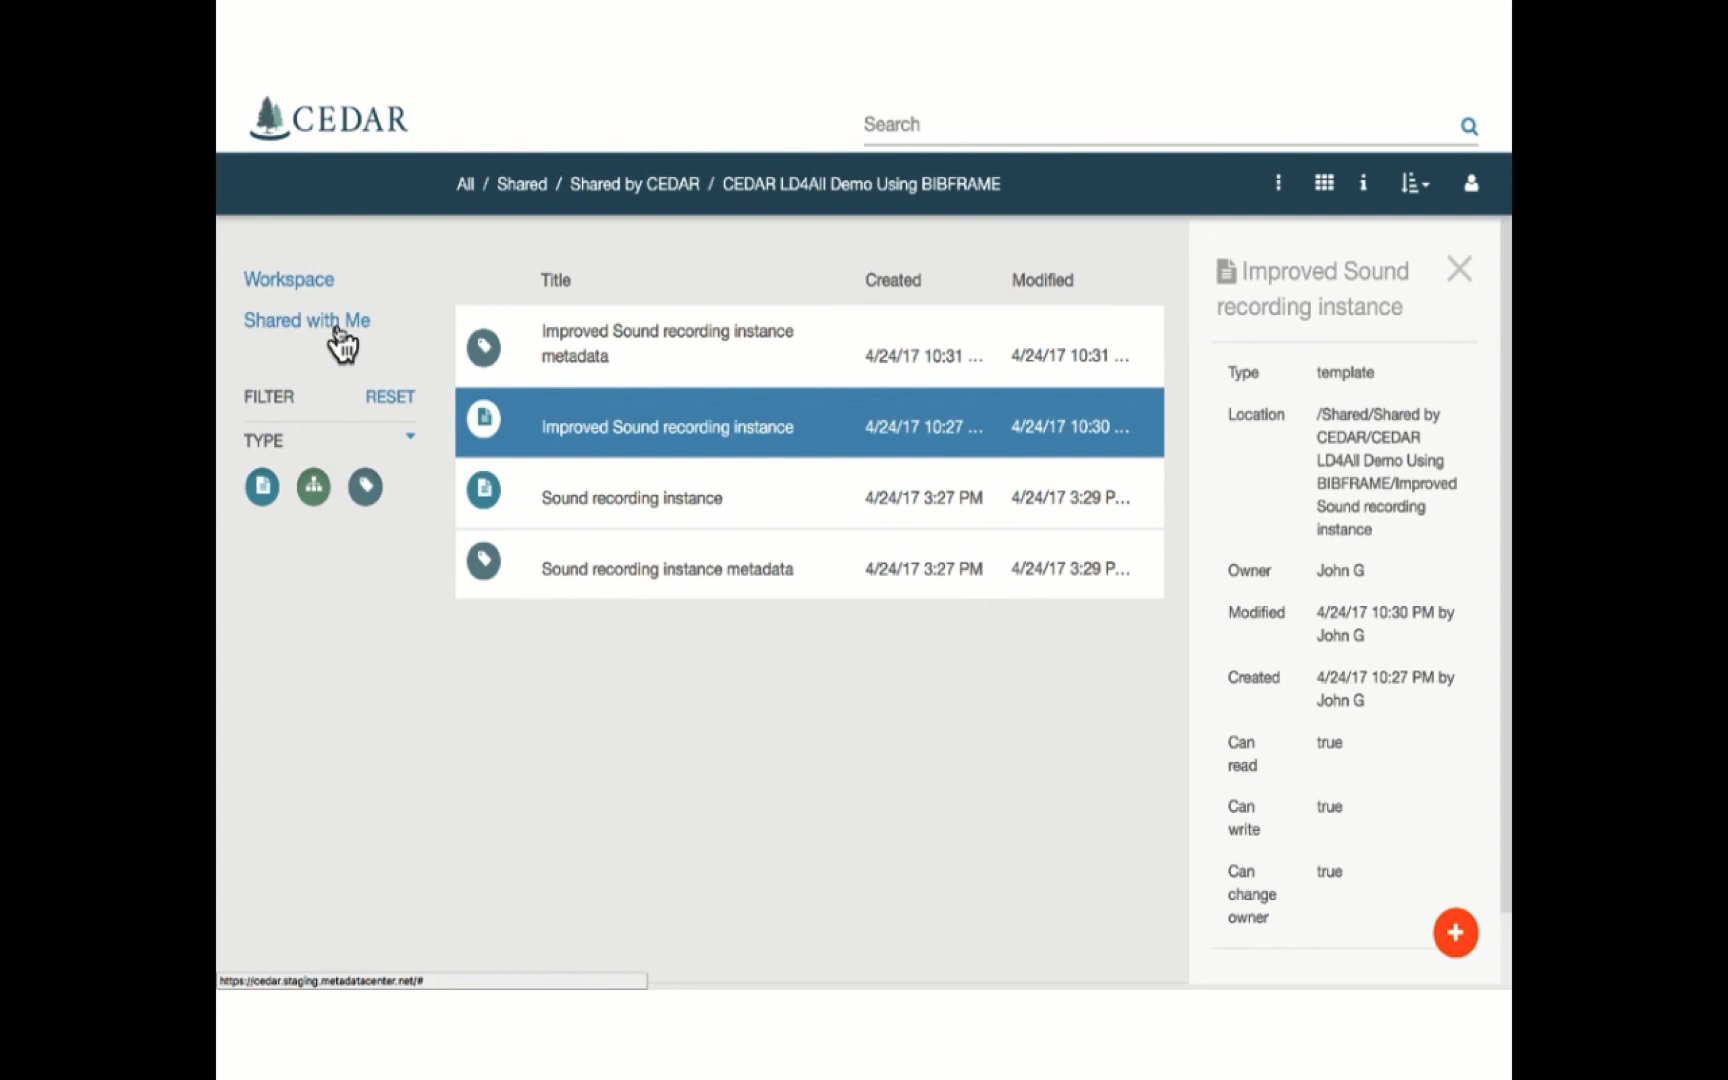 CEDAR
Search
All / Shared / Shared by CEDAR / CEDAR LD4All Demo Using BIBFRAME
Workspace
Shared with Me
FILTER RESET
TYPE
Title Created Modified
Improved Sound recording instance
metadata 4/24/17 10:31 ... 4/24/17 10:31 ...
Improved Sound recording instance 4/24/17 10:27 ... 4/24/17 10:30 ...
Sound recording instance 4/24/17 3:27 PM 4/24/17 3:29 P...
Sound recording instance metadata 4/24/17 3:27 PM 4/24/17 3:29 P...
Improved Sound
recording instance
Type template
Location /Shared/Shared by
CEDAR/CEDAR
LD4All Demo Using
BIBFRAME/Improved
Sound recording
instance
Owner John G
Modified 4/24/17 10:30 PM by
John G
Created 4/24/17 10:27 PM by
John G
Can true
read
Can true
write
Can true
change
owner
https://cedar.staging.metadatacenter.net/#